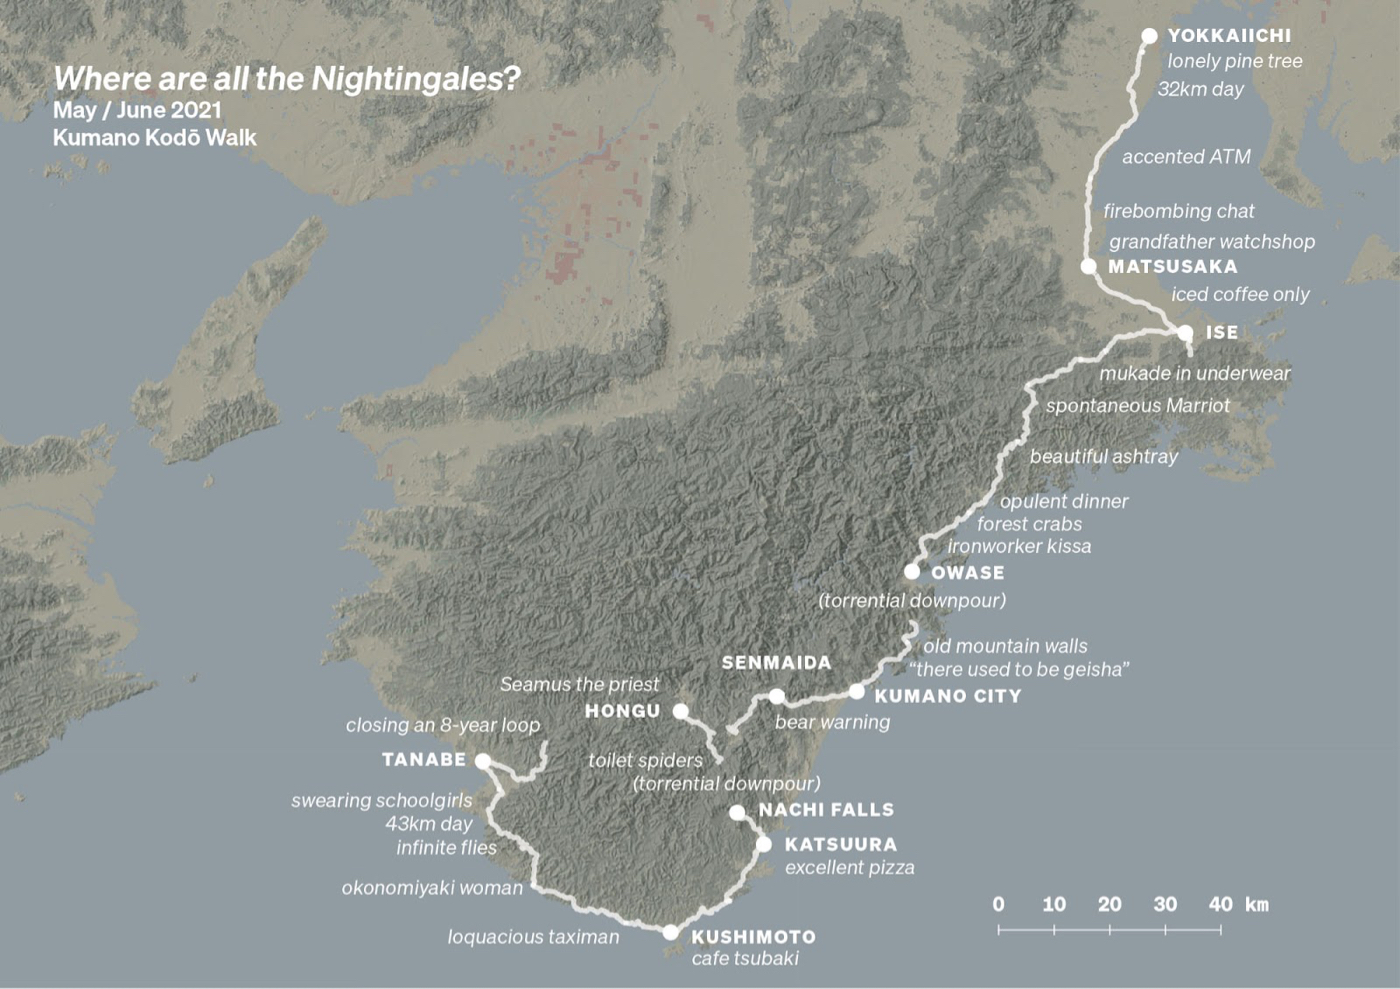 Where are all the Nightingales?
May / June 2021
Kumano Kodō Walk
YOKKAIICHI
lonely pine tree
32km day
accented ATM
firebombing chat
grandfather watchshop
MATSUSAKA
iced coffee only
ISE
mukade in underwear
spontaneous Marriot
beautiful ashtray
opulent dinner
forest crabs
ironworker kissa
OWASE
(torrential downpour)
old mountain walls
“there used to be geisha”
SENMAIDA
KUMANO CITY
bear warning
Seamus the priest
HONGU
closing an 8-year loop
toilet spiders
(torrential downpour)
TANABE
swearing schoolgirls
43km day
infinite flies
NACHI FALLS
KATSUURA
excellent pizza
okonomiyaki woman
loquacious taximan
KUSHIMOTO
cafe tsubaki
0 10 20 30 40 km